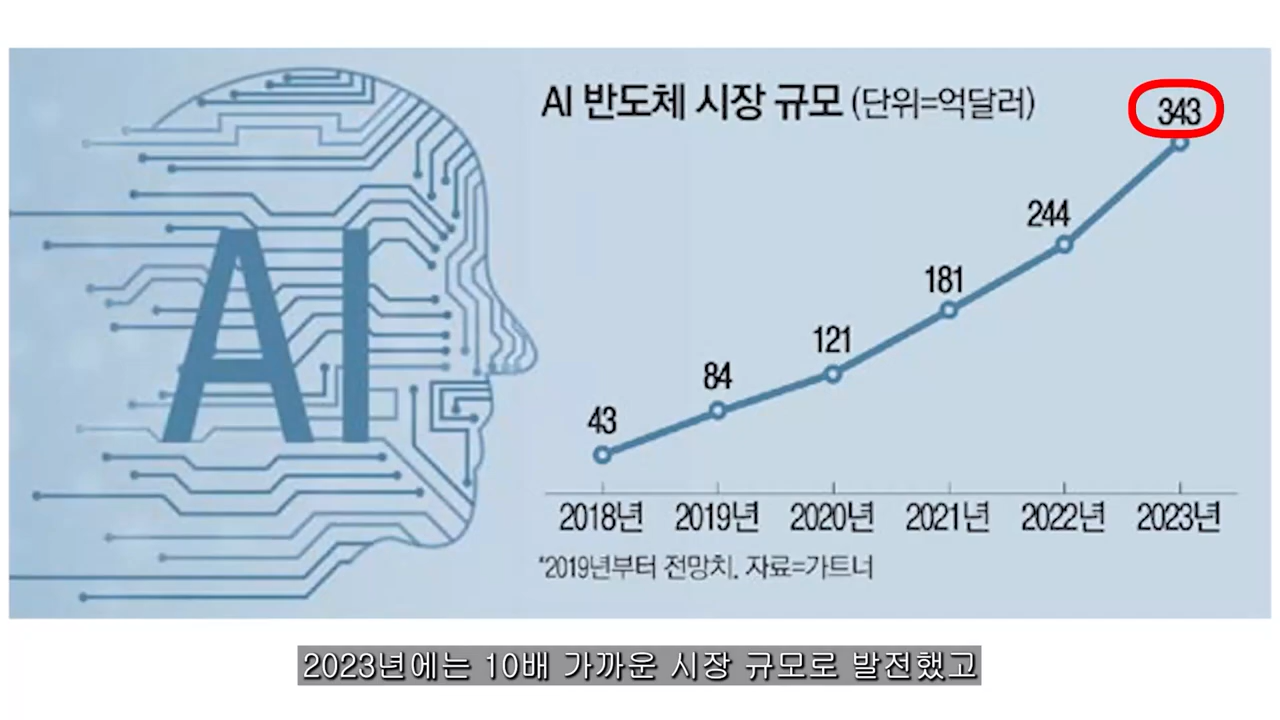 AI 반도체 시장 규모 (단위=억달러)
343
244
181
121
84
43
2018년 2019년 2020년 2021년 2022년 2023년
*2019년부터 전망치. 자료=가트너
AI
2023년에는 10배 가까운 시장 규모로 발전했고